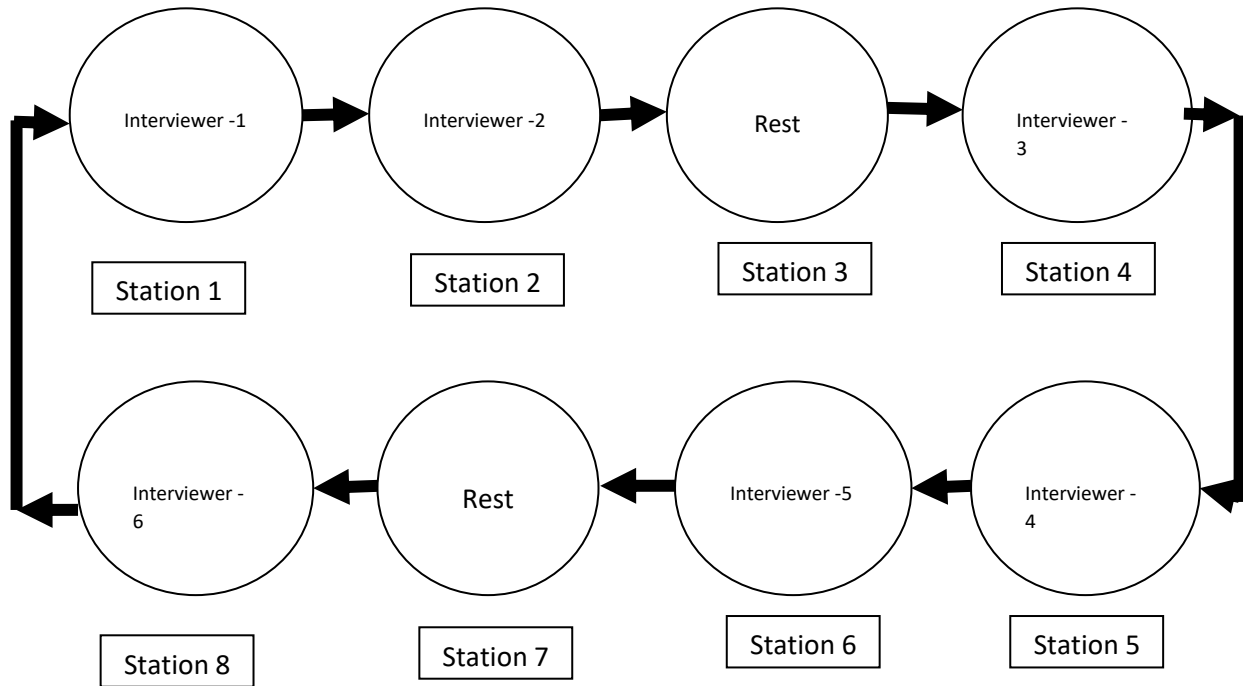 Interviewer -1
Interviewer -2
Rest
Interviewer -
3
Station 1
Station 2
Station 3
Station 4
Interviewer -
6
Rest
Interviewer -5
Interviewer -
4
Station 8
Station 7
Station 6
Station 5